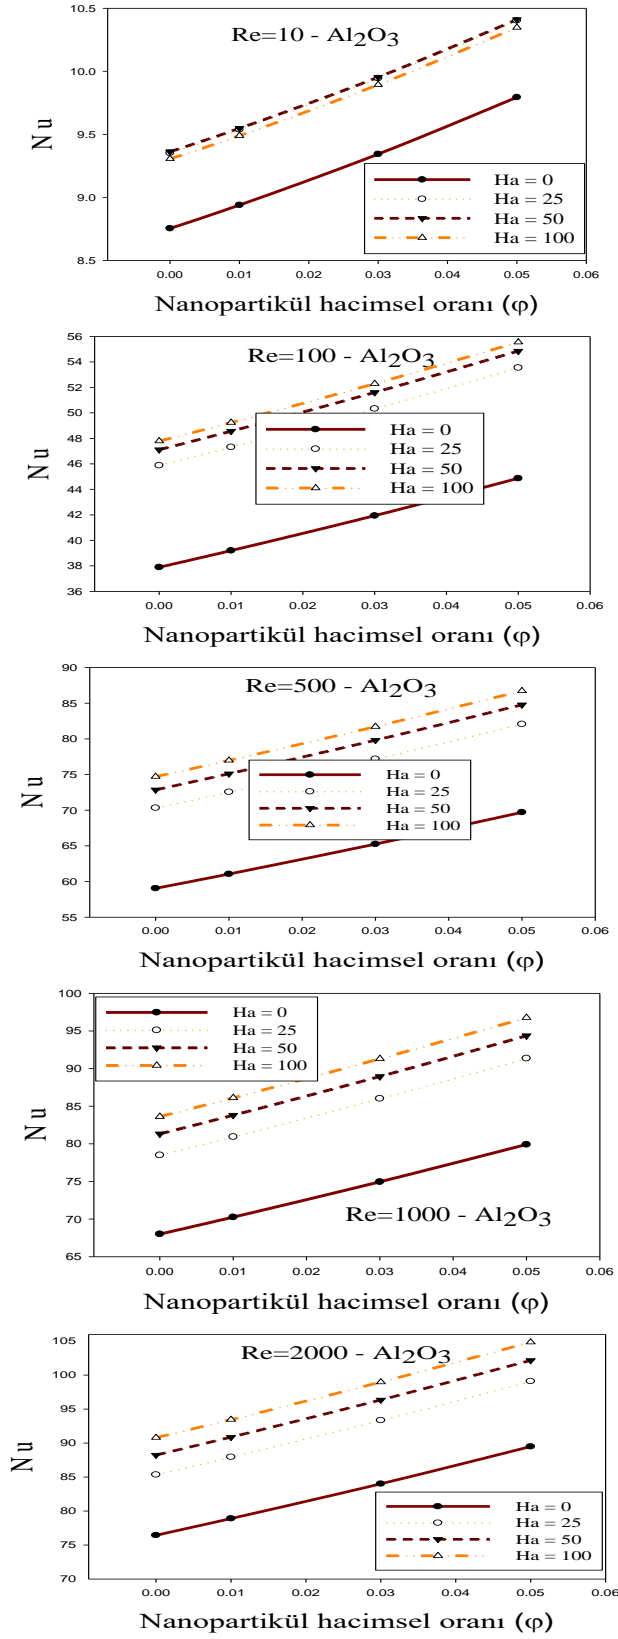 Re=10 - Al2O3
10.5
10.0
9.5
9.0
8.5
Nu
Ha = 0
Ha = 25
Ha = 50
Ha = 100
0.00 0.01 0.02 0.03 0.04 0.05 0.06
Nanopartikül hacimsel oranı (φ)
Re=100 - Al2O3
56
54
52
50
48
46
44
42
40
38
36
Nu
Ha = 0
Ha = 25
Ha = 50
Ha = 100
0.00 0.01 0.02 0.03 0.04 0.05 0.06
Nanopartikül hacimsel oranı (φ)
Re=500 - Al2O3
90
85
80
75
70
65
60
55
Nu
Ha = 0
Ha = 25
Ha = 50
Ha = 100
0.00 0.01 0.02 0.03 0.04 0.05 0.06
Nanopartikül hacimsel oranı (φ)
100
95
90
85
80
75
70
65
Nu
Ha = 0
Ha = 25
Ha = 50
Ha = 100
Re=1000 - Al2O3
0.00 0.01 0.02 0.03 0.04 0.05 0.06
Nanopartikül hacimsel oranı (φ)
Re=2000 - Al2O3
105
100
95
90
85
80
75
70
Nu
Ha = 0
Ha = 25
Ha = 50
Ha = 100
0.00 0.01 0.02 0.03 0.04 0.05 0.06
Nanopartikül hacimsel oranı (φ)